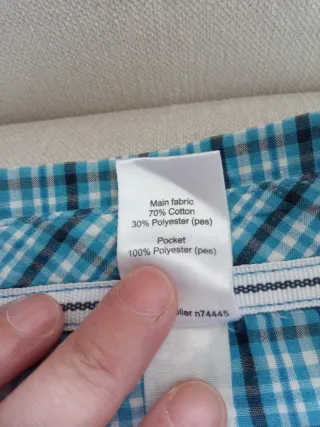 Main fabric
70% Cotton
30% Polyester (pes)
Pocket
100% Polyester (pes)
n74445